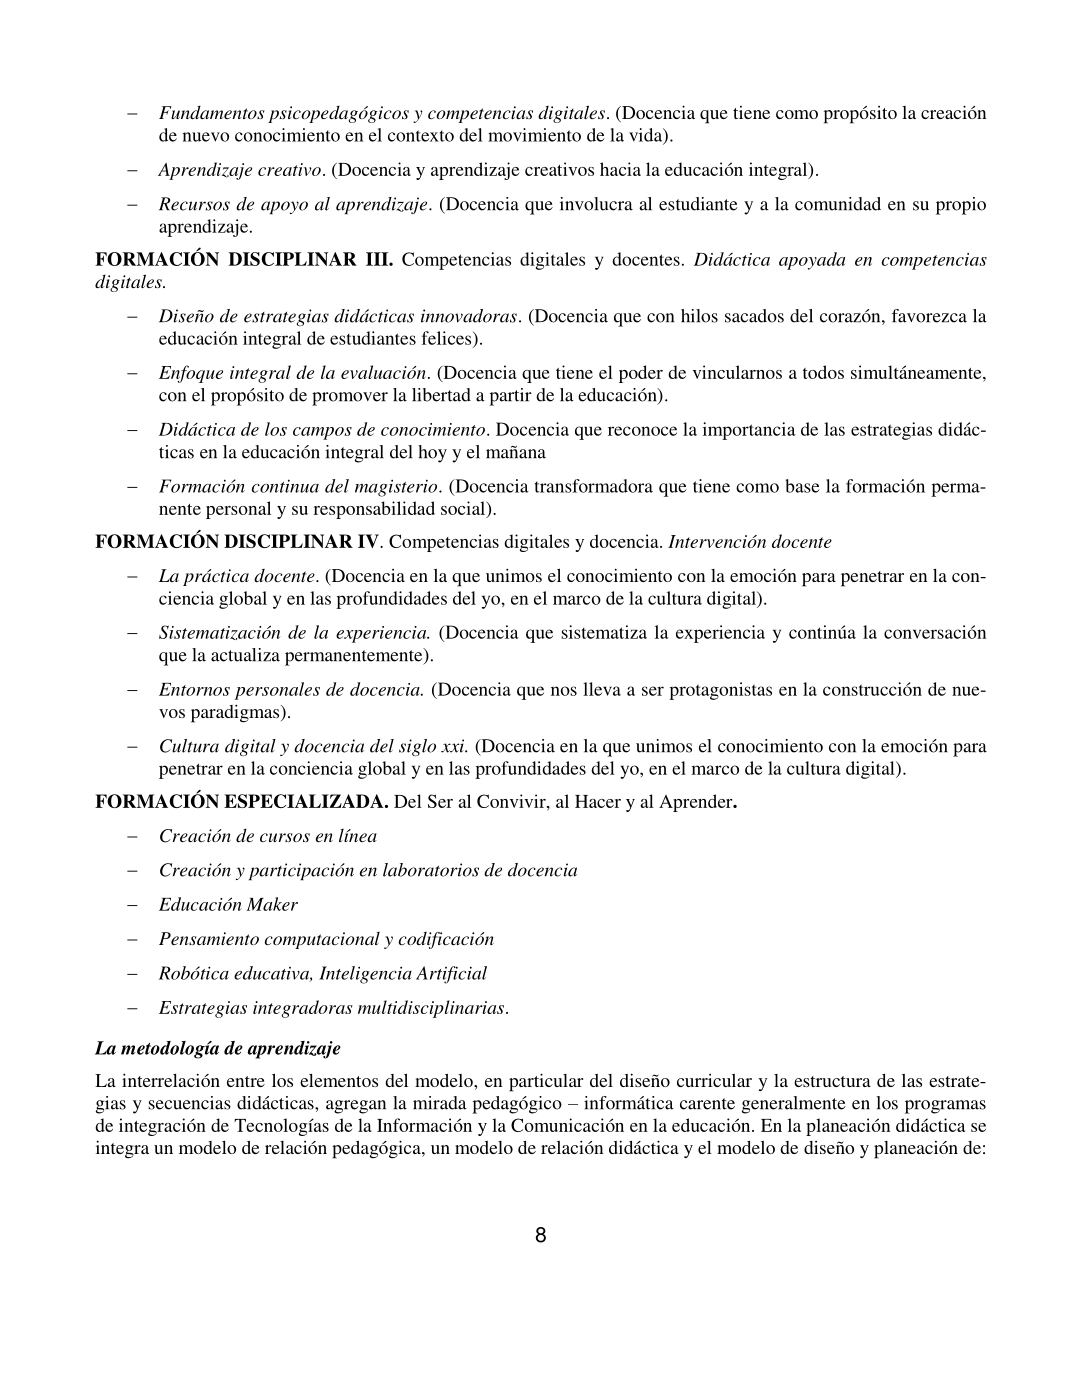 – Fundamentos psicopedagógicos y competencias digitales. (Docencia que tiene como propósito la creación
de nuevo conocimiento en el contexto del movimiento de la vida).
– Aprendizaje creativo. (Docencia y aprendizaje creativos hacia la educación integral).
– Recursos de apoyo al aprendizaje. (Docencia que involucra al estudiante y a la comunidad en su propio
aprendizaje.
FORMACIÓN DISCIPLINAR III. Competencias digitales y docentes. Didáctica apoyada en competencias
digitales.
– Diseño de estrategias didácticas innovadoras. (Docencia que con hilos sacados del corazón, favorezca la
educación integral de estudiantes felices).
– Enfoque integral de la evaluación. (Docencia que tiene el poder de vincularnos a todos simultáneamente,
con el propósito de promover la libertad a partir de la educación).
– Didáctica de los campos de conocimiento. Docencia que reconoce la importancia de las estrategias didác-
ticas en la educación integral del hoy y el mañana
– Formación continua del magisterio. (Docencia transformadora que tiene como base la formación perma-
nente personal y su responsabilidad social).
FORMACIÓN DISCIPLINAR IV. Competencias digitales y docencia. Intervención docente
– La práctica docente. (Docencia en la que unimos el conocimiento con la emoción para penetrar en la con-
ciencia global y en las profundidades del yo, en el marco de la cultura digital).
– Sistematización de la experiencia. (Docencia que sistematiza la experiencia y continúa la conversación
que la actualiza permanentemente).
– Entornos personales de docencia. (Docencia que nos lleva a ser protagonistas en la construcción de nue-
vos paradigmas).
– Cultura digital y docencia del siglo xxi. (Docencia en la que unimos el conocimiento con la emoción para
penetrar en la conciencia global y en las profundidades del yo, en el marco de la cultura digital).
FORMACIÓN ESPECIALIZADA. Del Ser al Convivir, al Hacer y al Aprender.
– Creación de cursos en línea
– Creación y participación en laboratorios de docencia
– Educación Maker
– Pensamiento computacional y codificación
– Robótica educativa, Inteligencia Artificial
– Estrategias integradoras multidisciplinarias.
La metodología de aprendizaje
La interrelación entre los elementos del modelo, en particular del diseño curricular y la estructura de las estrate-
gias y secuencias didácticas, agregan la mirada pedagógico – informática carente generalmente en los programas
de integración de Tecnologías de la Información y la Comunicación en la educación. En la planeación didáctica se
integra un modelo de relación pedagógica, un modelo de relación didáctica y el modelo de diseño y planeación de:
8